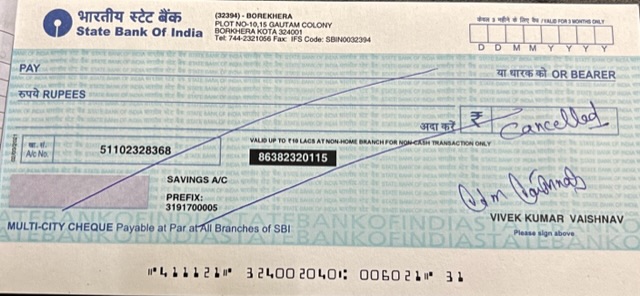 भारतीय स्टेट बैंक
State Bank Of India
(32394) - BOREKHERA
PLOT NO-10,15 GAUTAM COLONY
BORKHERA KOTA 324001
Tel: 744-2321056 Fax: IFS Code: SBIN0032394
केवल 3 महीने के लिए वैध / VALID FOR 3 MONTHS ONLY
D D M M Y Y Y Y
PAY
या धारक को OR BEARER
रुपये RUPEES
अदा करें ₹ Cancelled
खा. सं.
A/c No.
51102328368
VALID UP TO ₹ 10 LACS AT NON-HOME BRANCH FOR NON-CASH TRANSACTION ONLY
86382320115
SAVINGS A/C
PREFIX:
3191700005
VIVEK KUMAR VAISHNAV
Please sign above
MULTI-CITY CHEQUE Payable at Par at All Branches of SBI
⑈411121⑈ 324002040⑆ 006021⑈ 31